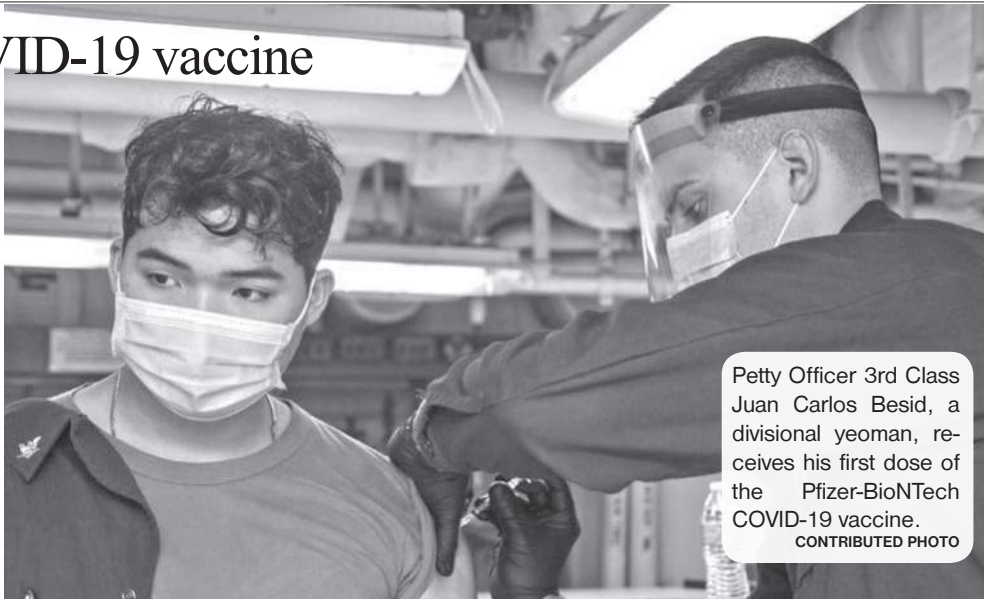 VID-19 vaccine
Petty Officer 3rd Class
Juan Carlos Besid, a
divisional yeoman, re-
ceives his first dose of
the Pfizer-BioNTech
COVID-19 vaccine.
CONTRIBUTED PHOTO